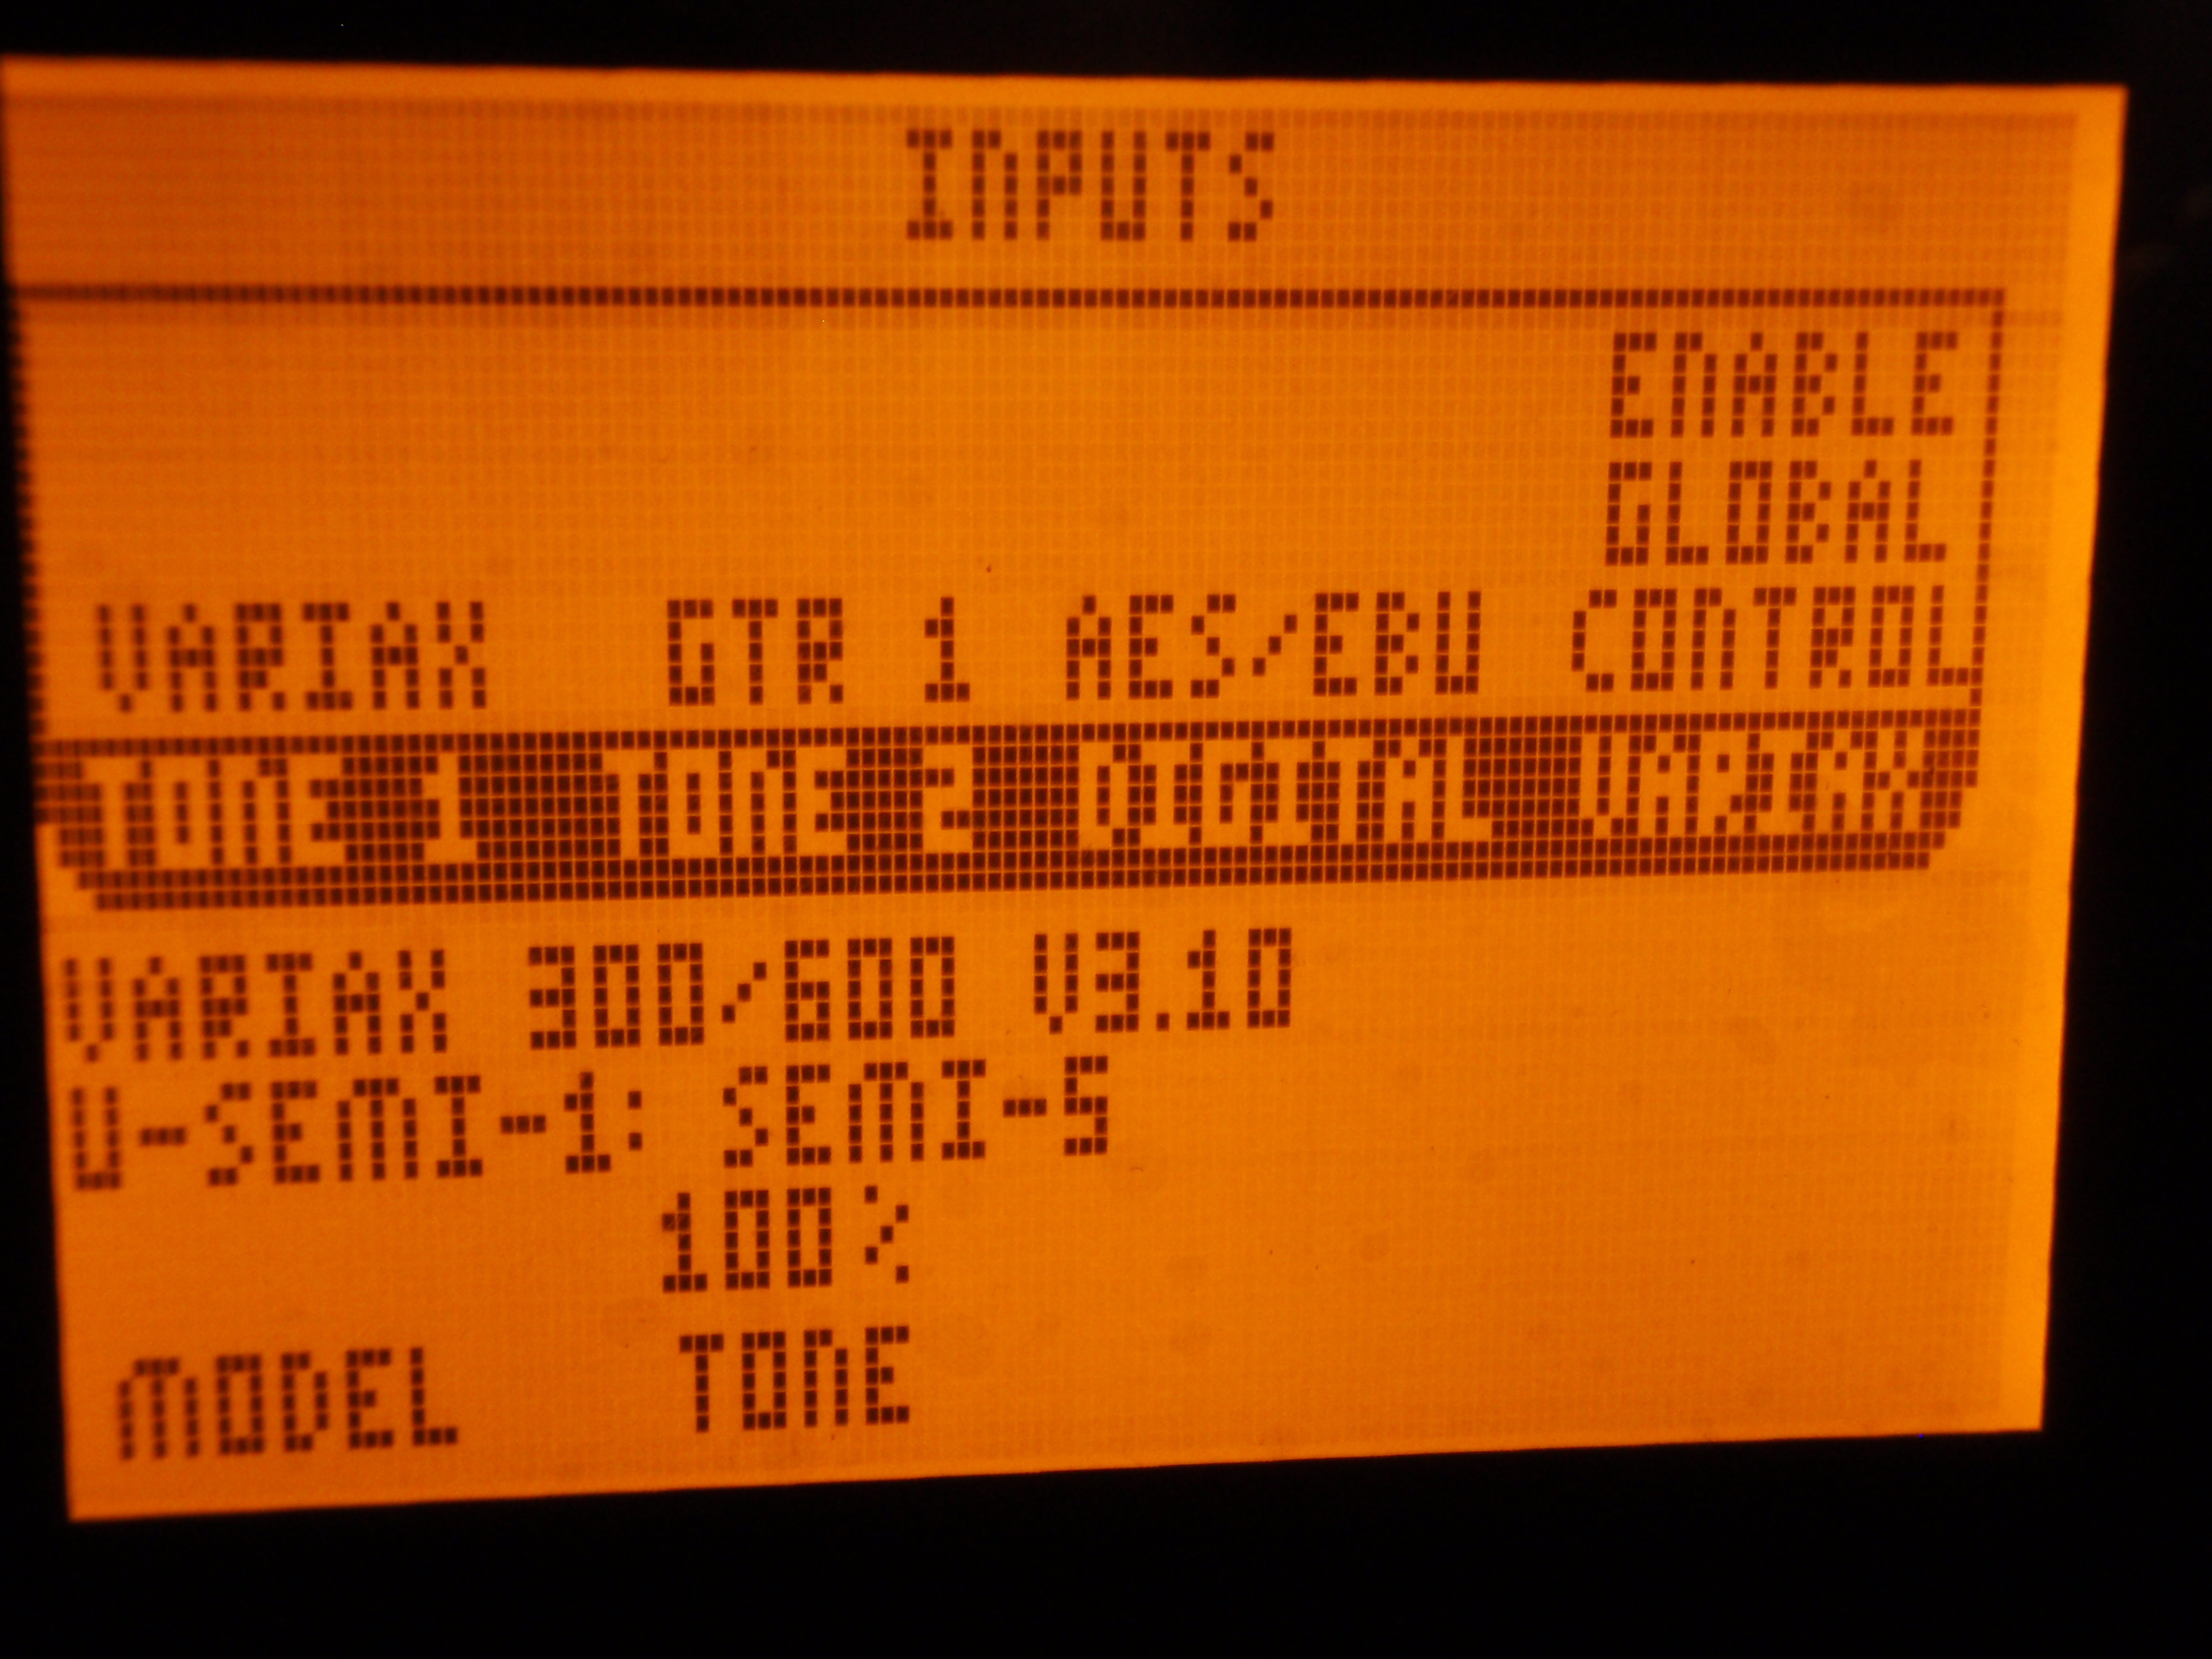 INPUTS
ENABLE
GLOBAL
VARIAX GTR 1 AES/EBU CONTROL
TONE 1 TONE 2 DIGITAL VARIAX
VARIAX 300/600 V3.10
U-SEMI-1: SEMI-5
100%
MODEL TONE